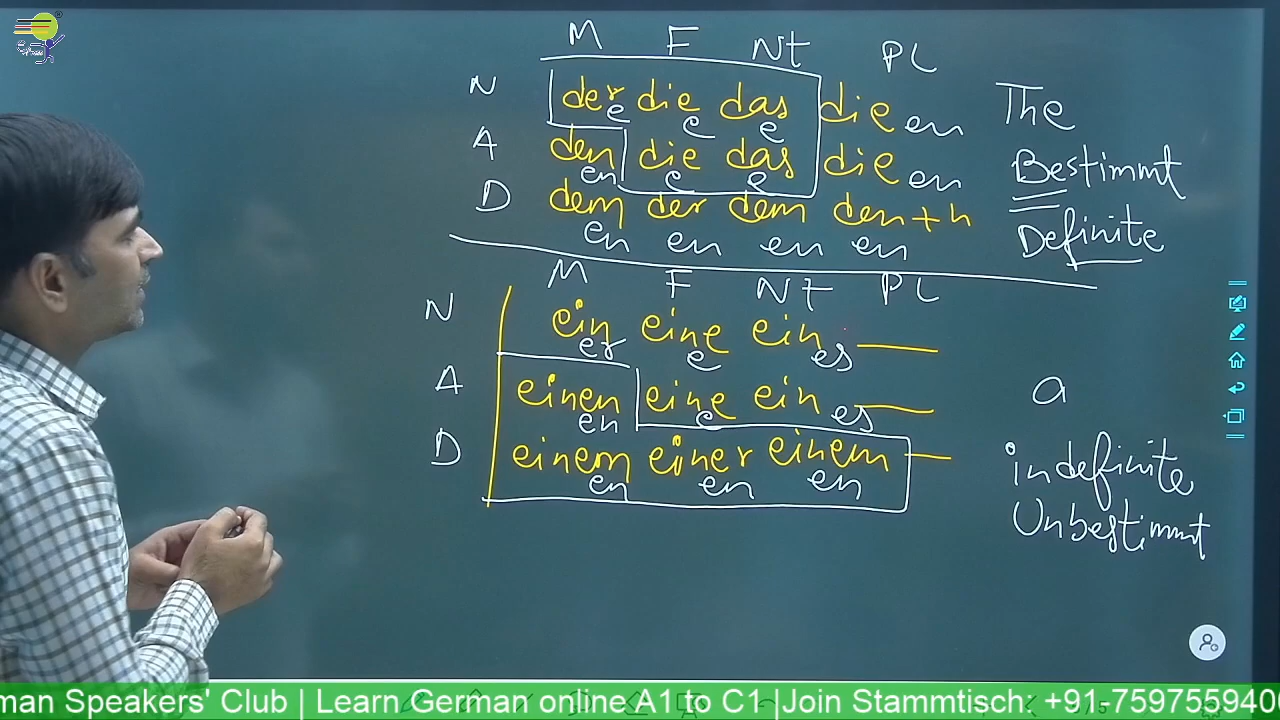 M F Nt PL
N der die das die The
e e e en
A den die das die Bestimmt
en e e en
D dem der dem den + n Definite
en en en en
M F Nt PL
N ein eine ein
er e es
A einen eine ein a
en e es
D einem einer einem indefinite
en en en
Unbestimmt
man Speakers' Club | Learn German online A1 to C1 |Join Stammtisch: +91-7597559400